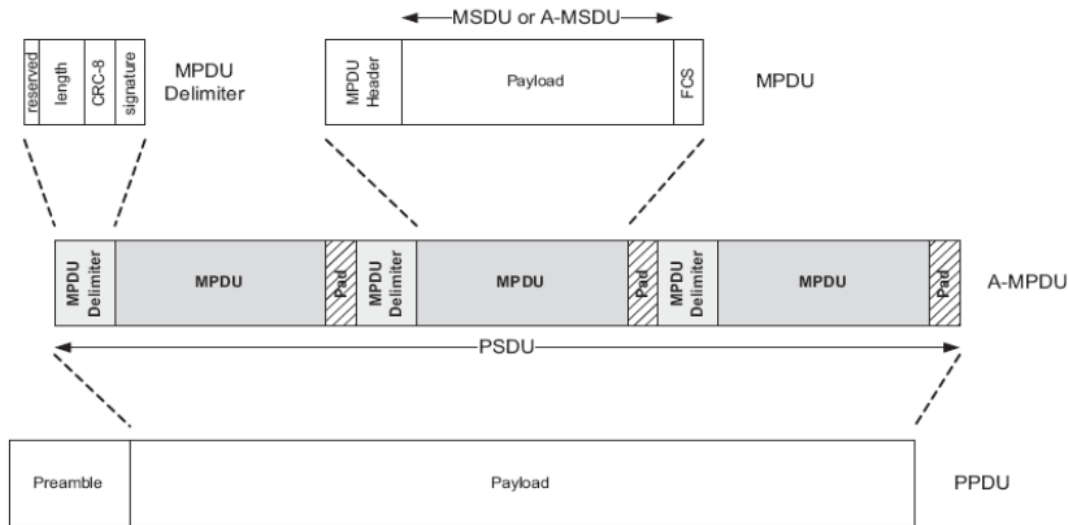 MSDU or A-MSDU
reserved
length
CRC-8
signature
MPDU
Delimiter
MPDU
Header
Payload
FCS
MPDU
MPDU
Delimiter
MPDU
Pad
MPDU
Delimiter
MPDU
Pad
MPDU
Delimiter
MPDU
Pad
A-MPDU
PSDU
Preamble
Payload
PPDU